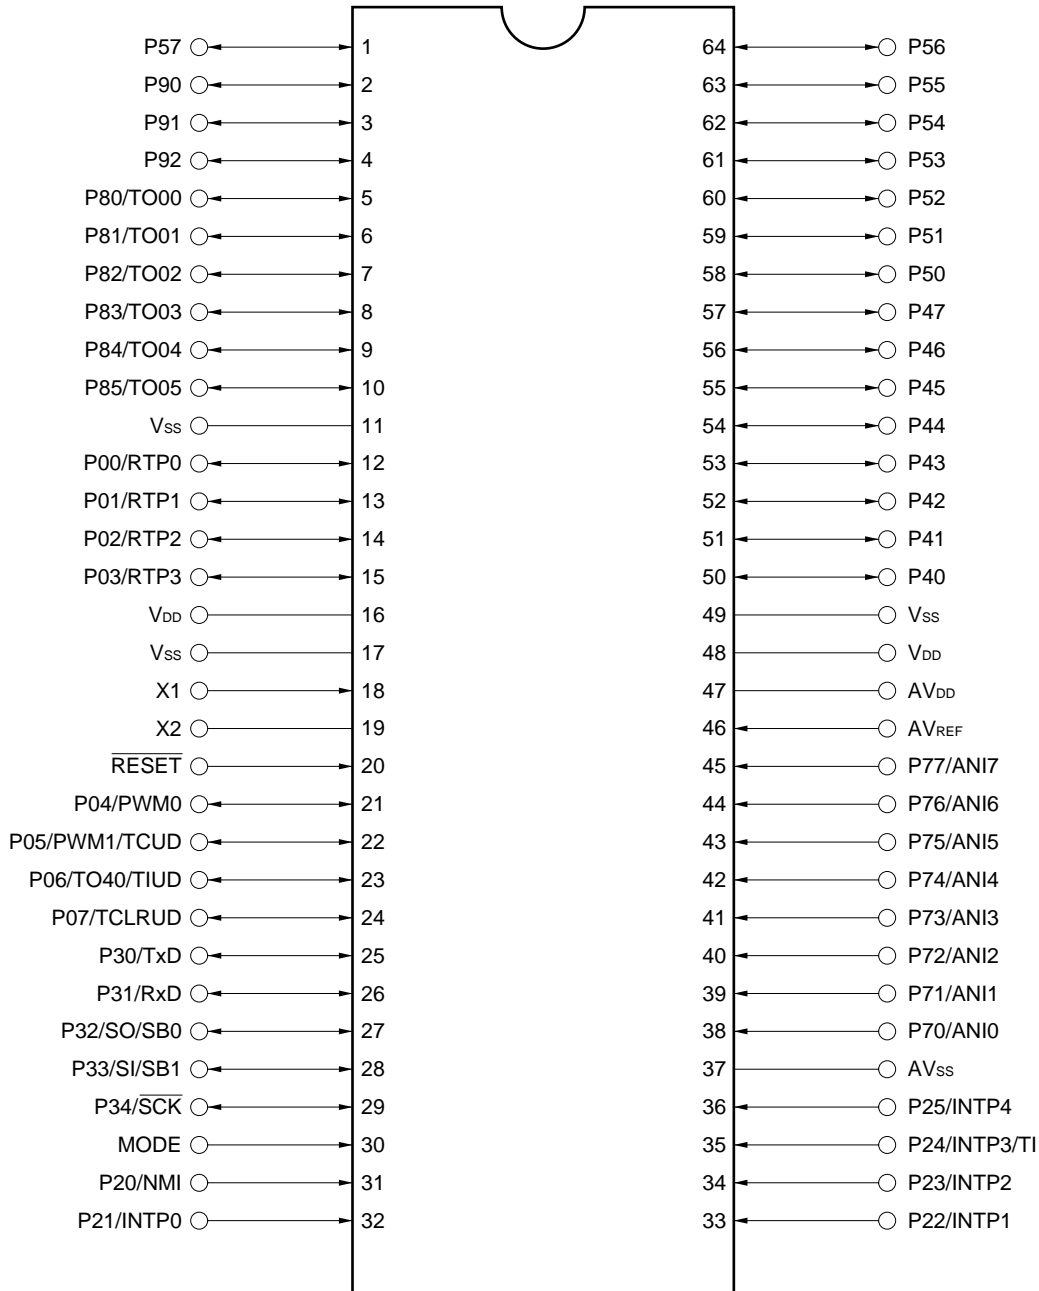 P57 1 64 P56
P90 2 63 P55
P91 3 62 P54
P92 4 61 P53
P80/TO00 5 60 P52
P81/TO01 6 59 P51
P82/TO02 7 58 P50
P83/TO03 8 57 P47
P84/TO04 9 56 P46
P85/TO05 10 55 P45
VSS 11 54 P44
P00/RTP0 12 53 P43
P01/RTP1 13 52 P42
P02/RTP2 14 51 P41
P03/RTP3 15 50 P40
VDD 16 49 VSS
VSS 17 48 VDD
X1 18 47 AVDD
X2 19 46 AVREF
R̅E̅S̅E̅T̅ 20 45 P77/ANI7
P04/PWM0 21 44 P76/ANI6
P05/PWM1/TCUD 22 43 P75/ANI5
P06/TO40/TIUD 23 42 P74/ANI4
P07/TCLRUD 24 41 P73/ANI3
P30/TxD 25 40 P72/ANI2
P31/RxD 26 39 P71/ANI1
P32/SO/SB0 27 38 P70/ANI0
P33/SI/SB1 28 37 AVSS
P34/S̅C̅K̅ 29 36 P25/INTP4
MODE 30 35 P24/INTP3/TI
P20/NMI 31 34 P23/INTP2
P21/INTP0 32 33 P22/INTP1